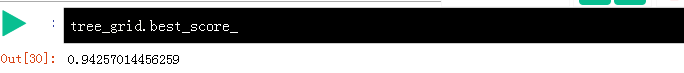 : tree_grid.best_score_
Out[30]: 0.94257014456259